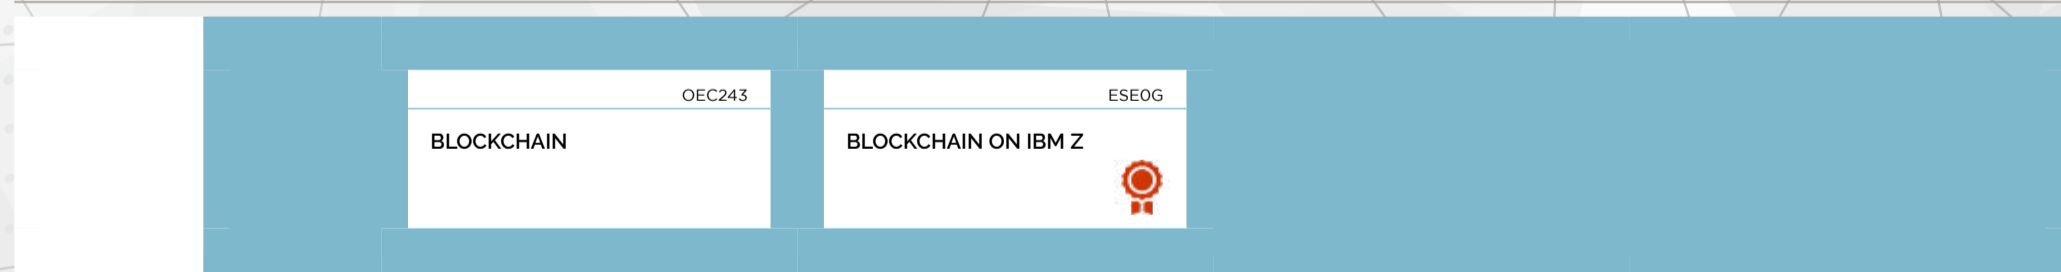 OEC243
BLOCKCHAIN
ESE0G
BLOCKCHAIN ON IBM Z